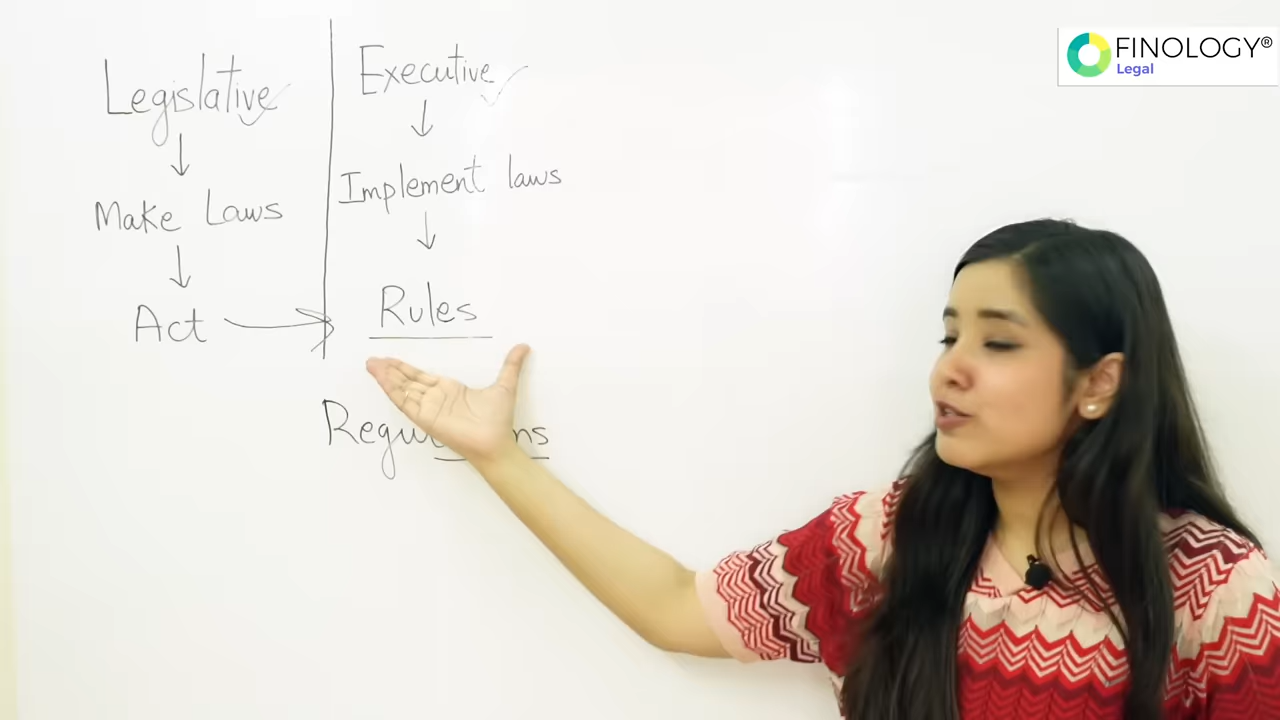 Legislative
Make Laws
Act
Executive
Implement laws
Rules
FINOLOGY®
Legal